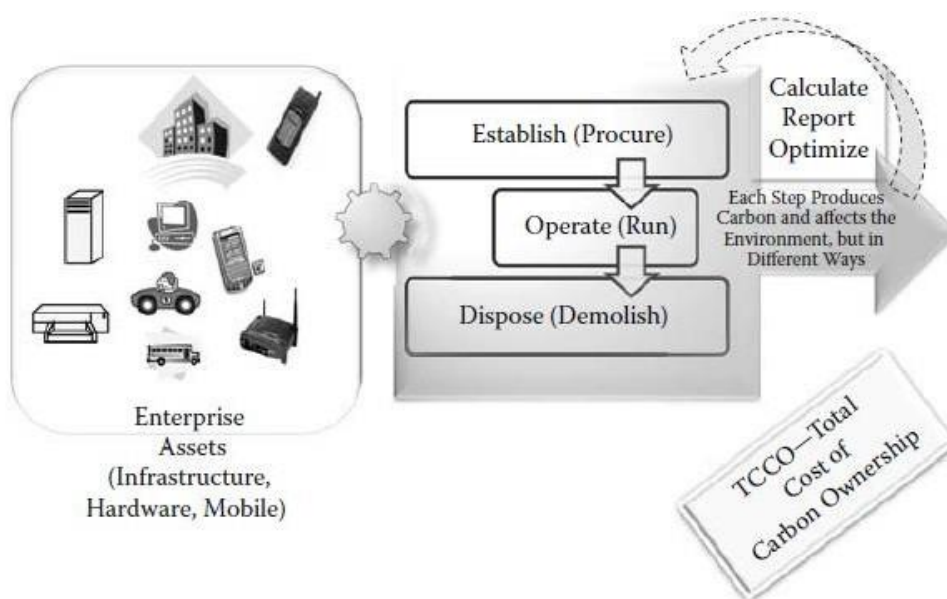 Enterprise
Assets
(Infrastructure,
Hardware, Mobile)
Establish (Procure)
Operate (Run)
Dispose (Demolish)
Calculate
Report
Optimize
Each Step Produces
Carbon and affects the
Environment, but in
Different Ways
TCCO—Total
Cost of
Carbon Ownership